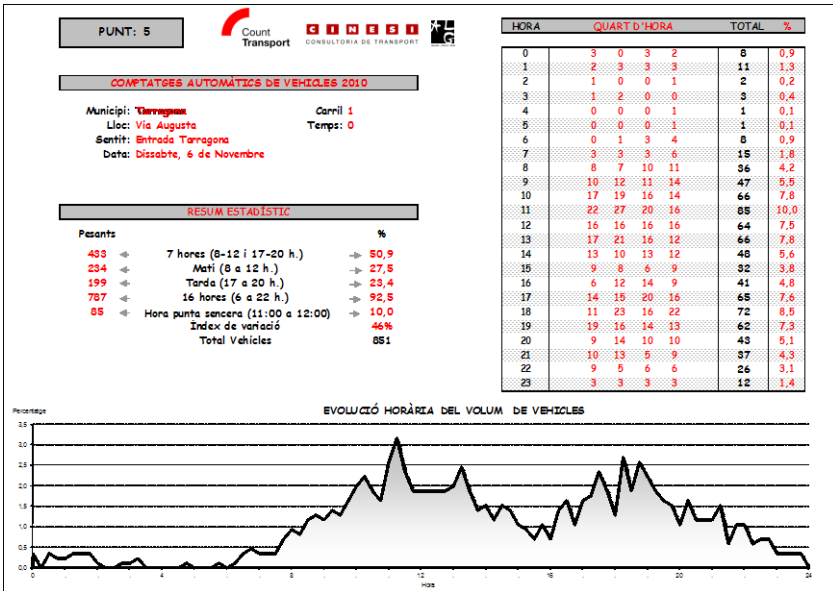 PUNT: 5
Count
Transport
CINESI
CONSULTORIA DE TRANSPORT
COMPTATGES AUTOMÀTICS DE VEHICLES 2010
Municipi: Tarragona Carril 1
Lloc: Via Augusta Temps: 0
Sentit: Entrada Tarragona
Data: Dissabte, 6 de Novembre
RESUM ESTADÍSTIC
Pesants %
433 7 hores (8-12 i 17-20 h.) 50,9
234 Matí (8 a 12 h.) 27,5
199 Tarda (17 a 20 h.) 23,4
787 16 hores (6 a 22 h.) 92,5
85 Hora punta sencera (11:00 a 12:00) 10,0
Índex de variació 46%
Total Vehicles 851
HORA QUART D'HORA TOTAL %
0 3 0 3 2 8 0,9
1 2 3 3 3 11 1,3
2 1 0 0 1 2 0,2
3 1 2 0 0 3 0,4
4 0 0 0 1 1 0,1
5 0 0 0 1 1 0,1
6 0 1 3 4 8 0,9
7 3 3 3 6 15 1,8
8 8 7 10 11 36 4,2
9 10 12 11 14 47 5,5
10 17 19 16 14 66 7,8
11 22 27 20 16 85 10,0
12 16 16 16 16 64 7,5
13 17 21 16 12 66 7,8
14 13 10 13 12 48 5,6
15 9 8 6 9 32 3,8
16 6 12 14 9 41 4,8
17 14 15 20 16 65 7,6
18 11 23 16 22 72 8,5
19 19 16 14 13 62 7,3
20 9 14 10 10 43 5,1
21 10 13 5 9 37 4,3
22 9 5 6 6 26 3,1
23 3 3 3 3 12 1,4
Percentatge EVOLUCIÓ HORÀRIA DEL VOLUM DE VEHICLES
3,5
3,0
2,5
2,0
1,5
1,0
0,5
0,0
0 4 8 12 16 20 24
Hora